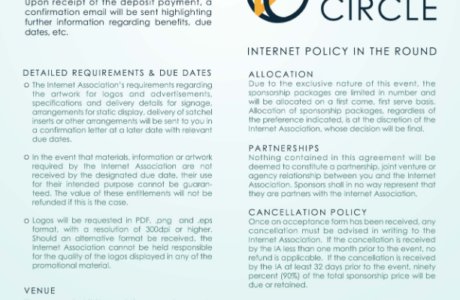 upon receipt of the deposit payment, a
confirmation email will be sent highlighting
further information regarding benefits, due
dates, etc.
DETAILED REQUIREMENTS & DUE DATES
The Internet Association's requirements regarding
the artwork for logos and advertisements,
specifications and delivery details for signage,
arrangements for static display, delivery of satchel
inserts or other arrangements will be sent to you in
a confirmation letter at a later date with relevant
due dates.
In the event that materials, information or artwork
required by the Internet Association are not
received by the designated due date, their use
for their intended purpose cannot be guaran-
teed. The value of these entitlements will not be
refunded if this is the case.
Logos will be requested in PDF, .png and .eps
format, with a resolution of 300dpi or higher.
Should an alternative format be received, the
Internet Association cannot be held responsible
for the quality of the logos displayed in any of the
promotional material.
VENUE
CIRCLE
INTERNET POLICY IN THE ROUND
ALLOCATION
Due to the exclusive nature of this event, the
sponsorship packages are limited in number and
will be allocated on a first come, first serve basis.
Allocation of sponsorship packages, regardless of
the preference indicated, is at the discretion of the
Internet Association, whose decision will be final.
PARTNERSHIPS
Nothing contained in this agreement will be
deemed to constitute a partnership, joint venture or
agency relationship between you and the Internet
Association. Sponsors shall in no way represent that
they are partners with the Internet Association.
CANCELLATION POLICY
Once an acceptance form has been received, any
cancellation must be advised in writing to the
Internet Association. If the cancellation is received
by the IA less than one month prior to the event, no
refund is applicable. If the cancellation is received
by the IA at least 32 days prior to the event, ninety
percent (90%) of the total sponsorship price will be
due or retained.